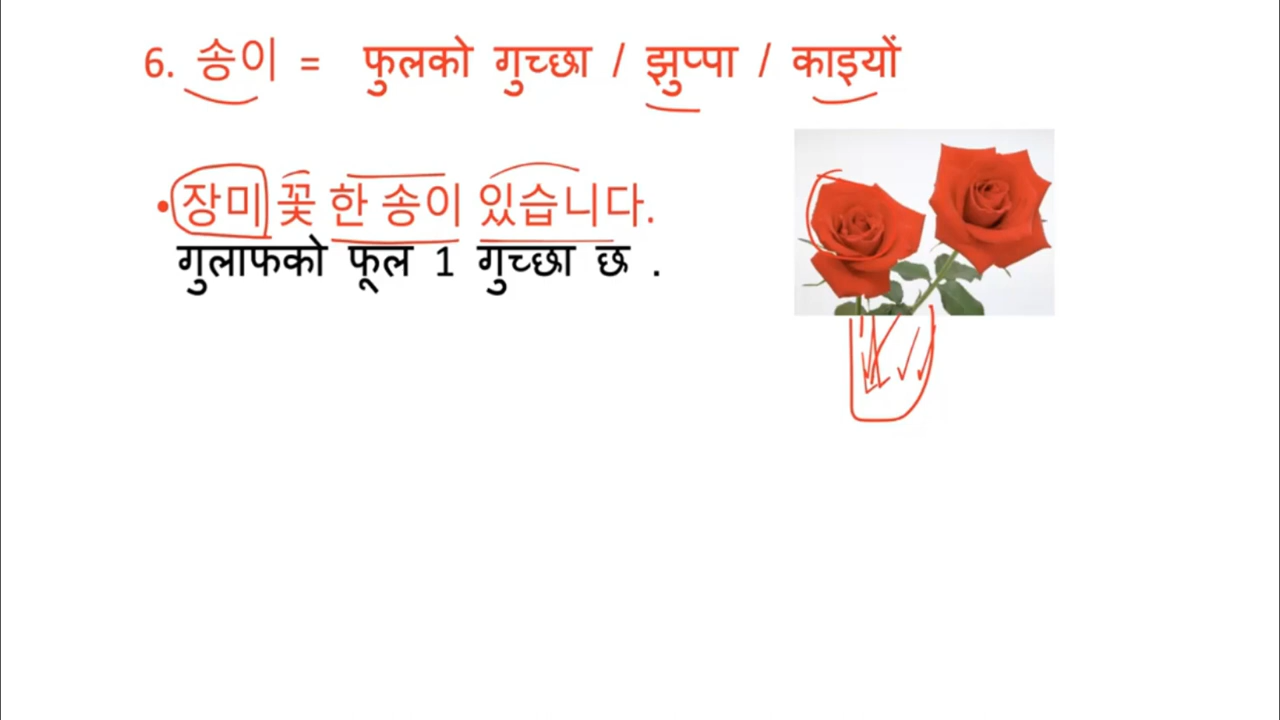 6. 송이 = फुलको गुच्छा / झुप्पा / काइयों
•장미 꽃 한 송이 있습니다.
गुलाफको फूल 1 गुच्छा छ .